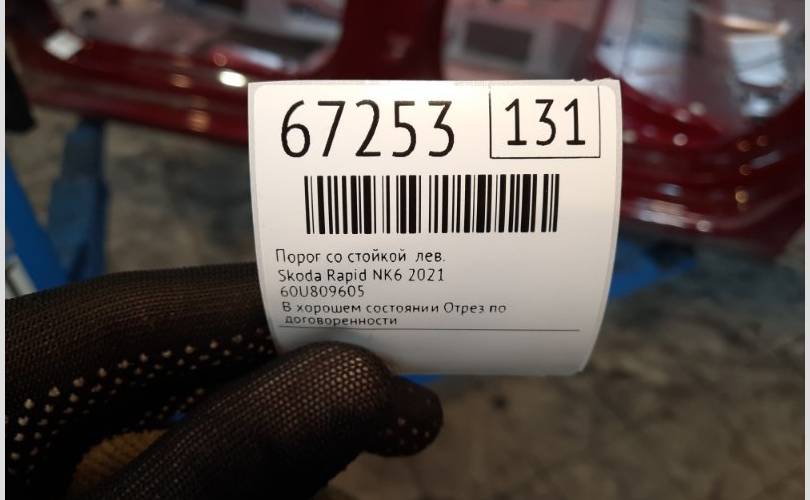 67253 131
Порог со стойкой лев.
Skoda Rapid NK6 2021
60U809605
В хорошем состоянии Отрез по
договоренности